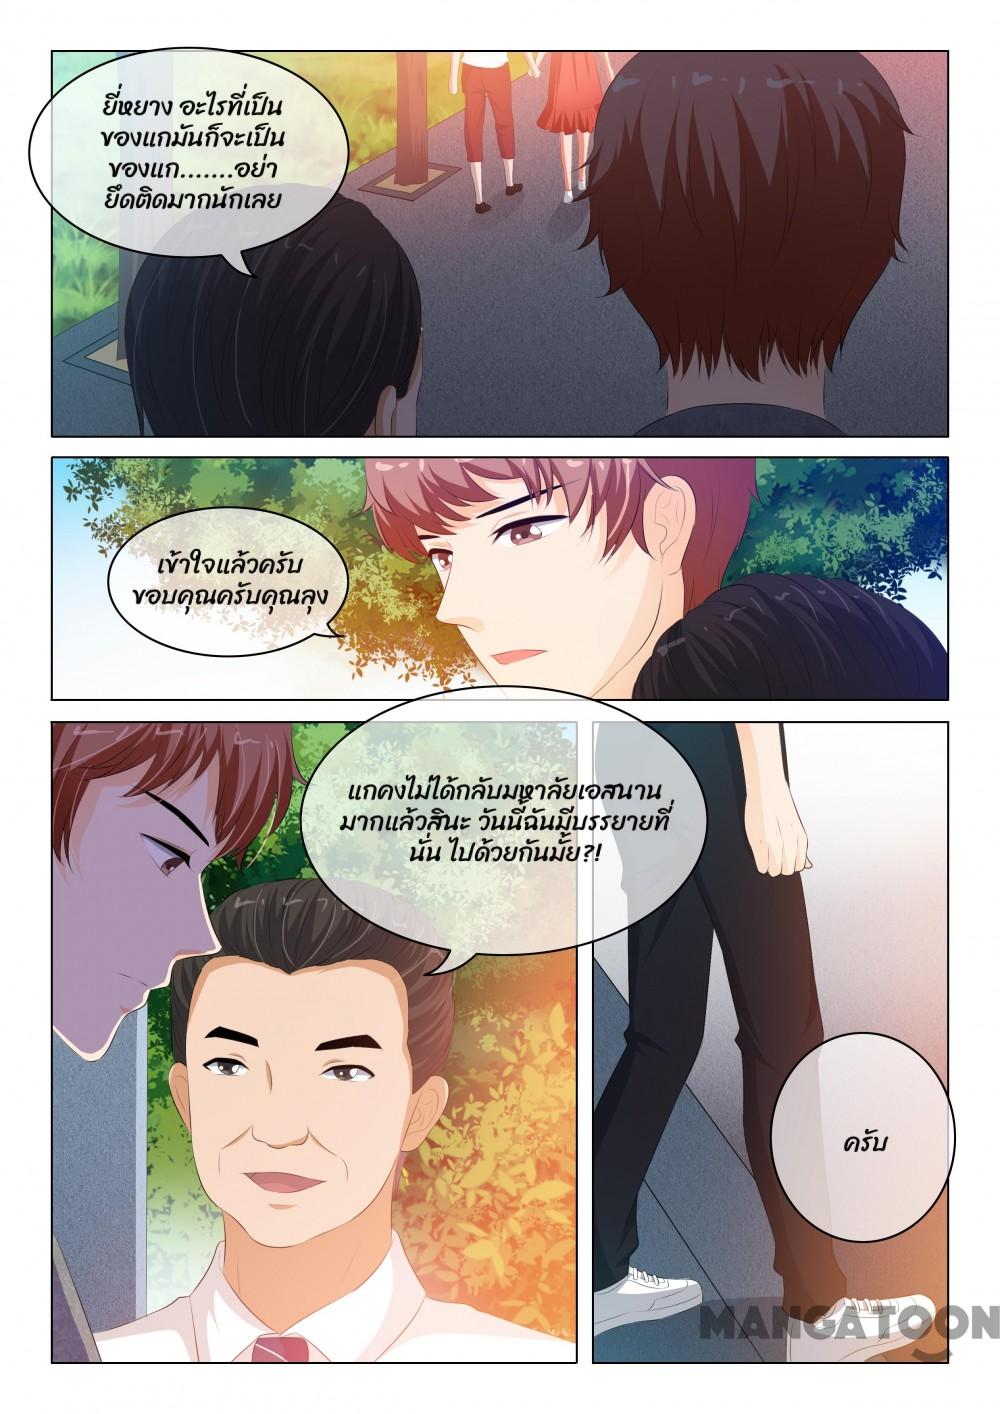 ยี่หยาง อะไรที่เป็น
ของแกมันก็จะเป็น
ของแก.......อย่า
ยึดติดมากนักเลย
เข้าใจแล้วครับ
ขอบคุณครับคุณลุง
แกคงไม่ได้กลับมหาลัยเอสนาน
มากแล้วสินะ วันนี้ฉันมีบรรยายที่
นั่น ไปด้วยกันมั้ย?!
ครับ
MANGATOON